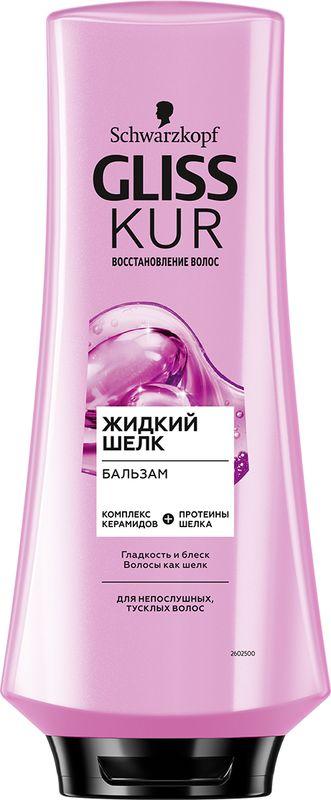 Schwarzkopf
GLISS
KUR
ВОССТАНОВЛЕНИЕ ВОЛОС
ЖИДКИЙ
ШЕЛК
БАЛЬЗАМ
КОМПЛЕКС
КЕРАМИДОВ
+
ПРОТЕИНЫ
ШЕЛКА
Гладкость и блеск
Волосы как шелк
ДЛЯ НЕПОСЛУШНЫХ,
ТУСКЛЫХ ВОЛОС
2602500